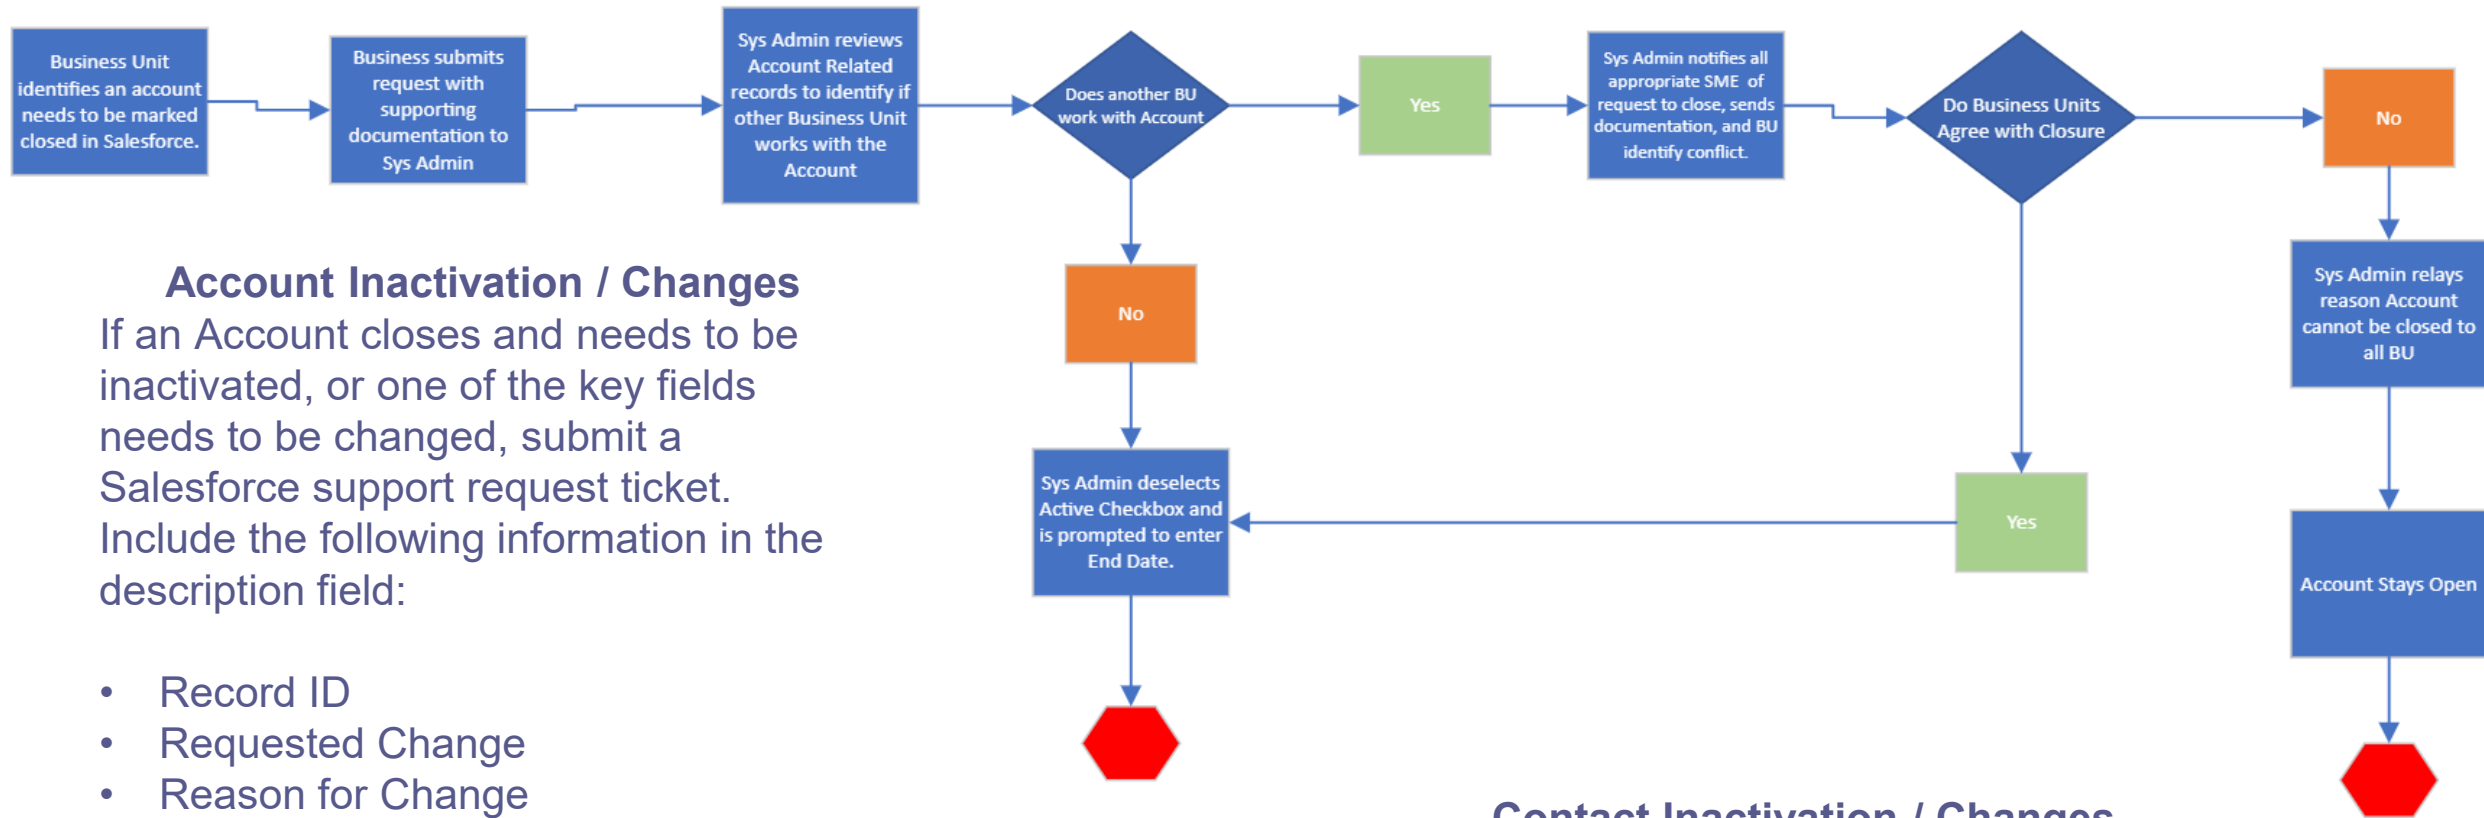 Business Unit
identifies an account
needs to be marked
closed in Salesforce.
Business submits
request with
supporting
documentation to
Sys Admin
Sys Admin reviews
Account Related
records to identify if
other Business Unit
works with the
Account
Does another BU
work with Account
Yes
Sys Admin notifies all
appropriate SME of
request to close, sends
documentation, and BU
identify conflict.
Do Business Units
Agree with Closure
No
Sys Admin relays
reason Account
cannot be closed to
all BU
Account Stays Open
No
Sys Admin deselects
Active Checkbox and
is prompted to enter
End Date.
Yes
Account Inactivation / Changes
If an Account closes and needs to be
inactivated, or one of the key fields
needs to be changed, submit a
Salesforce support request ticket.
Include the following information in the
description field:
• Record ID
• Requested Change
• Reason for Change
Contact Inactivation / Changes